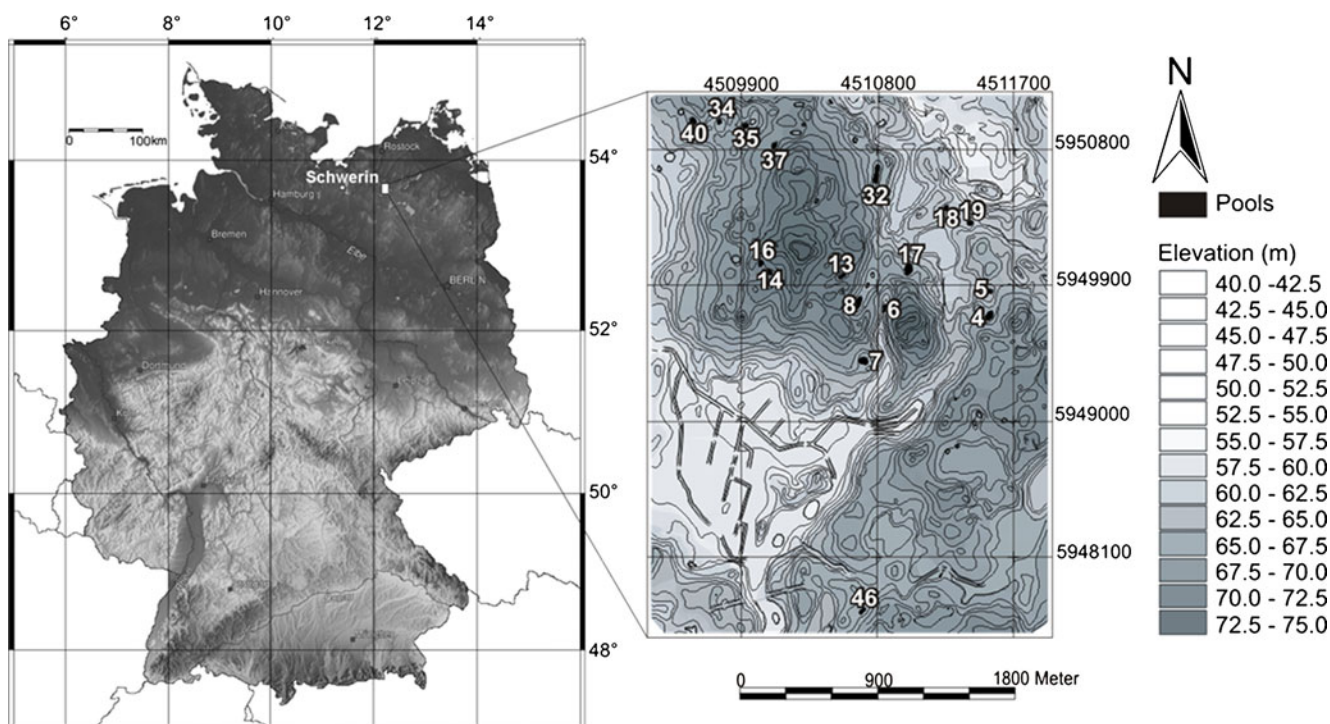 6° 8° 10° 12° 14°
0 100km
54°
52°
50°
48°
Rostock
Schwerin
Hamburg
Bremen
Elbe
BERLIN
Hannover
4509900 4510800 4511700
5950800
5949900
5949000
5948100
34
40
35
37
32
18 19
16
13
17
14
8
6
5
4
7
46
0 900 1800 Meter
N
Pools
Elevation (m)
40.0 -42.5
42.5 - 45.0
45.0 - 47.5
47.5 - 50.0
50.0 - 52.5
52.5 - 55.0
55.0 - 57.5
57.5 - 60.0
60.0 - 62.5
62.5 - 65.0
65.0 - 67.5
67.5 - 70.0
70.0 - 72.5
72.5 - 75.0